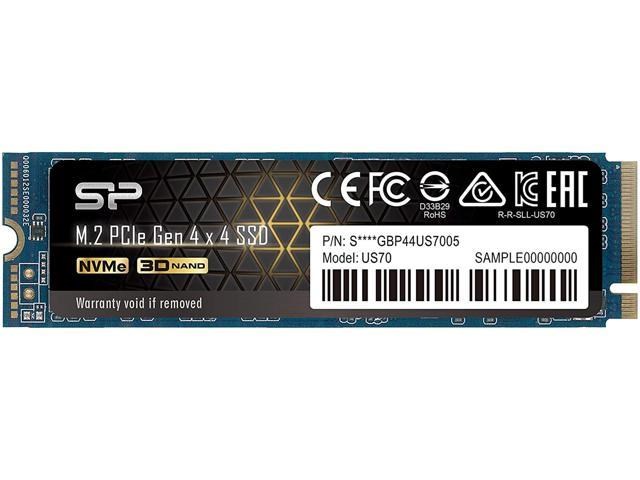 Q0060123SE000032E
SP
M.2 PCIe Gen 4 x 4 SSD
NVMe 3D NAND
Warranty void if removed
CE FC
D33B29
RoHS
EAC
R-R-SLL-US70
P/N: S****GBP44US7005
Model: US70 SAMPLE00000000